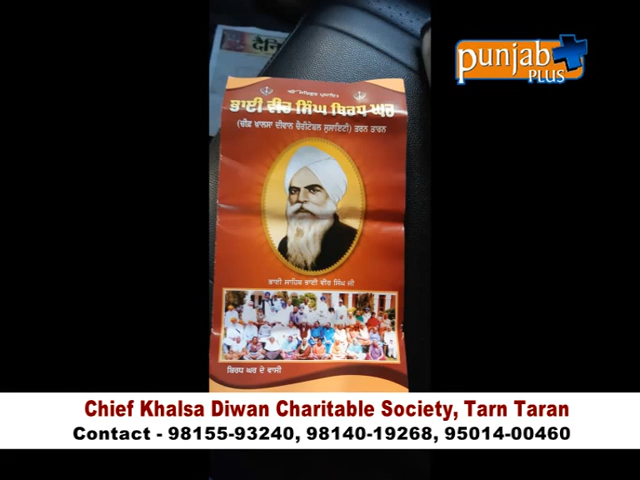 punjab
PLUS
ਦੈਨਿ
ਭਾਈ ਵੀਰ ਸਿੰਘ ਬਿਰਧ ਘਰ
(ਚੀਫ਼ ਖਾਲਸਾ ਦੀਵਾਨ ਚੈਰੀਟੇਬਲ ਸੁਸਾਇਟੀ) ਤਰਨ ਤਾਰਨ
ਭਾਈ ਸਾਹਿਬ ਭਾਈ ਵੀਰ ਸਿੰਘ ਜੀ
ਬਿਰਧ ਘਰ ਦੇ ਵਾਸੀ
Chief Khalsa Diwan Charitable Society, Tarn Taran
Contact - 98155-93240, 98140-19268, 95014-00460